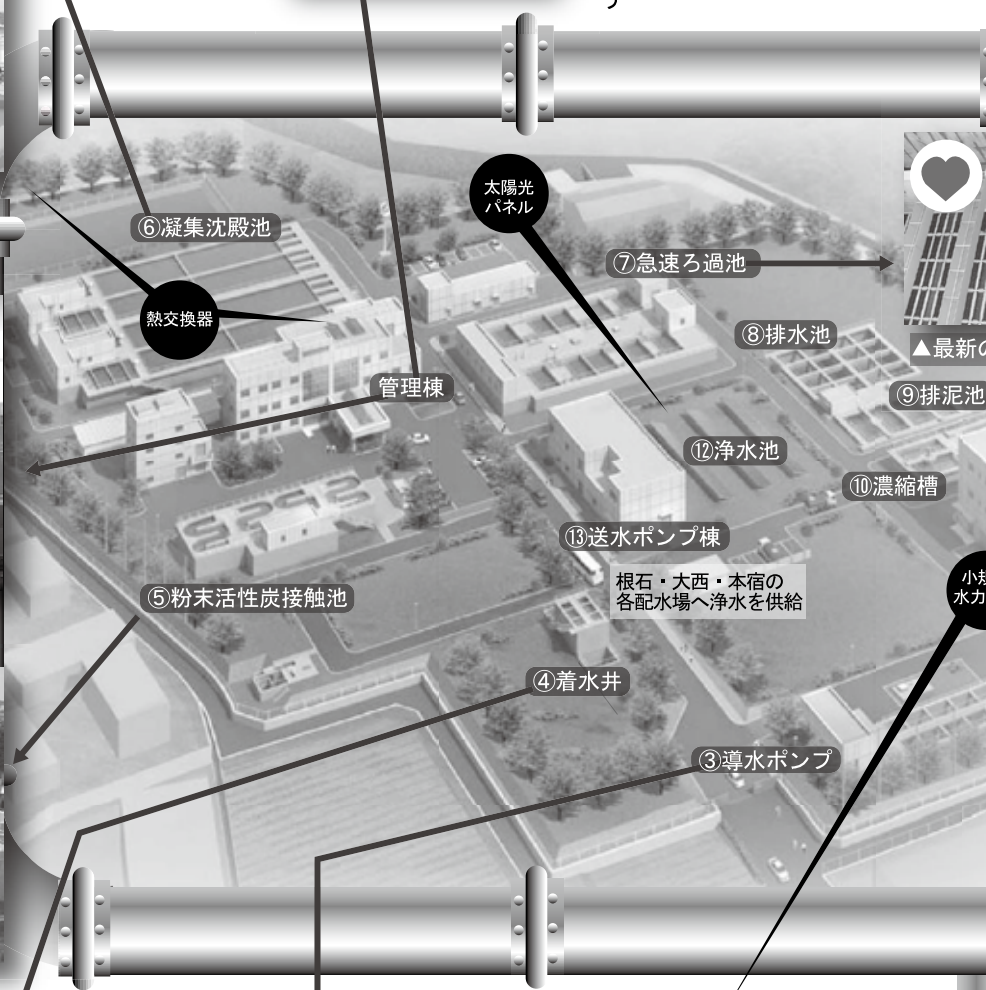 太陽光
パネル
⑥凝集沈殿池
⑦急速ろ過池
熱交換器
⑧排水池
▲最新の
管理棟
⑨排泥池
⑫浄水池
⑩濃縮槽
⑬送水ポンプ棟
根石・大西・本宿の
各配水場へ浄水を供給
小規
水力
⑤粉末活性炭接触池
④着水井
③導水ポンプ